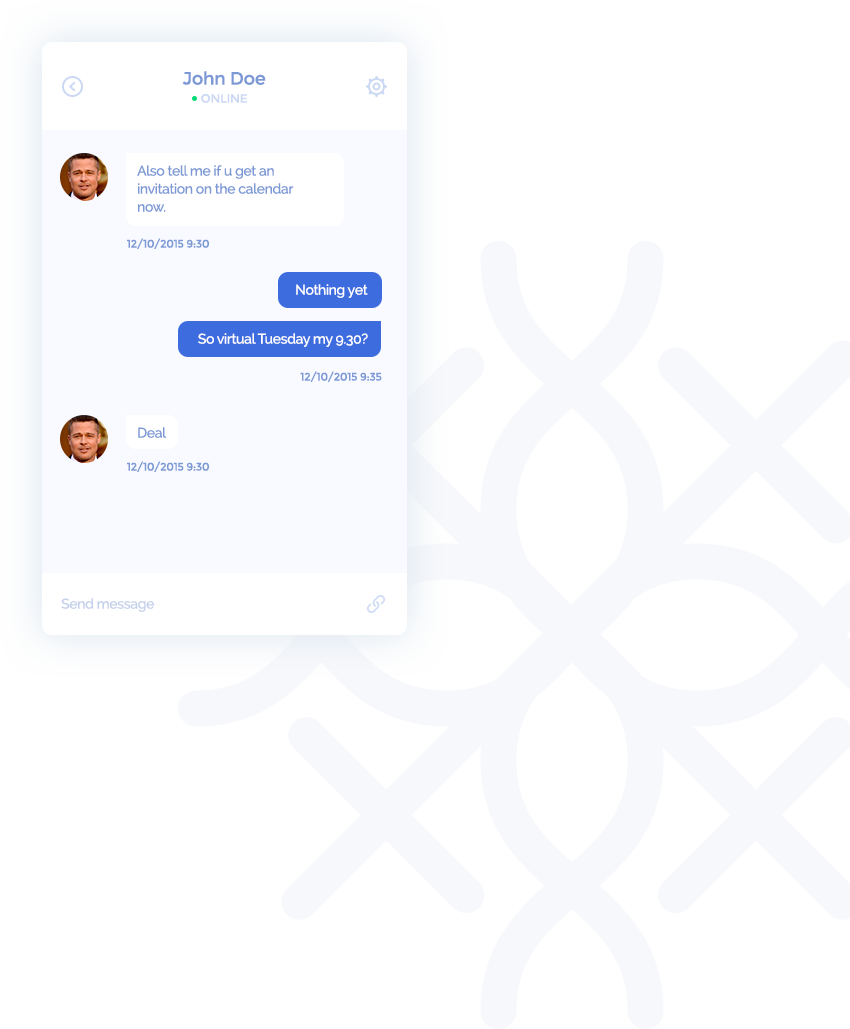 John Doe
ONLINE
Also tell me if u get an
invitation on the calendar
now.
12/10/2015 9:30
Nothing yet
So virtual Tuesday my 9.30?
12/10/2015 9:35
Deal
12/10/2015 9:30
Send message